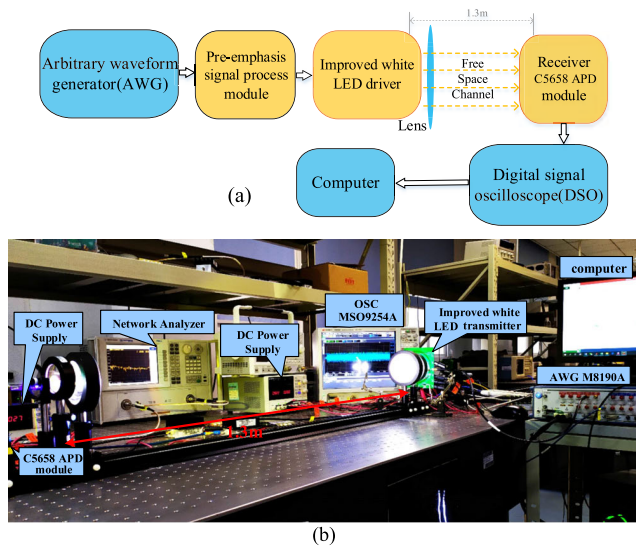 1.3m
Arbitrary waveform
generator(AWG)
Pre-emphasis
signal process
module
Improved white
LED driver
Free
Space
Channel
Lens
Receiver
C5658 APD
module
Digital signal
oscilloscope(DSO)
Computer
(a)
computer
OSC
MSO9254A
Improved white
LED transmitter
DC Power
Supply
Network Analyzer
DC Power
Supply
AWG M8190A
1.3m
C5658 APD
module
(b)